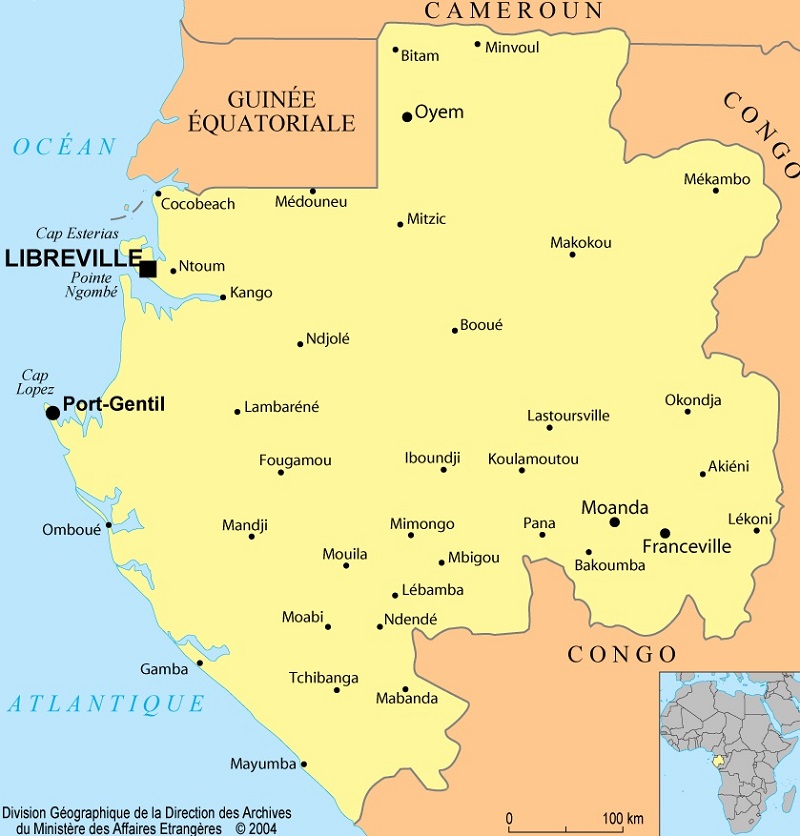 CAMEROUN
Bitam
Minvoul
GUINÉE
ÉQUATORIALE
Oyem
CONGO
OCÉAN
Mékambo
Cocobeach
Médouneu
Mitzic
Cap Esterias
Makokou
LIBREVILLE
Ntoum
Pointe
Ngombé
Kango
Booué
Ndjolé
Cap
Lopez
Port-Gentil
Lambaréné
Okondja
Lastoursville
Fougamou
Iboundji
Koulamoutou
Akiéni
Moanda
Omboué
Mandji
Mimongo
Pana
Lékoni
Franceville
Mouila
Mbigou
Bakoumba
Lébamba
Moabi
Ndendé
CONGO
Gamba
Tchibanga
Mabanda
ATLANTIQUE
Mayumba
Division Géographique de la Direction des Archives
du Ministère des Affaires Etrangères © 2004
0 100 km